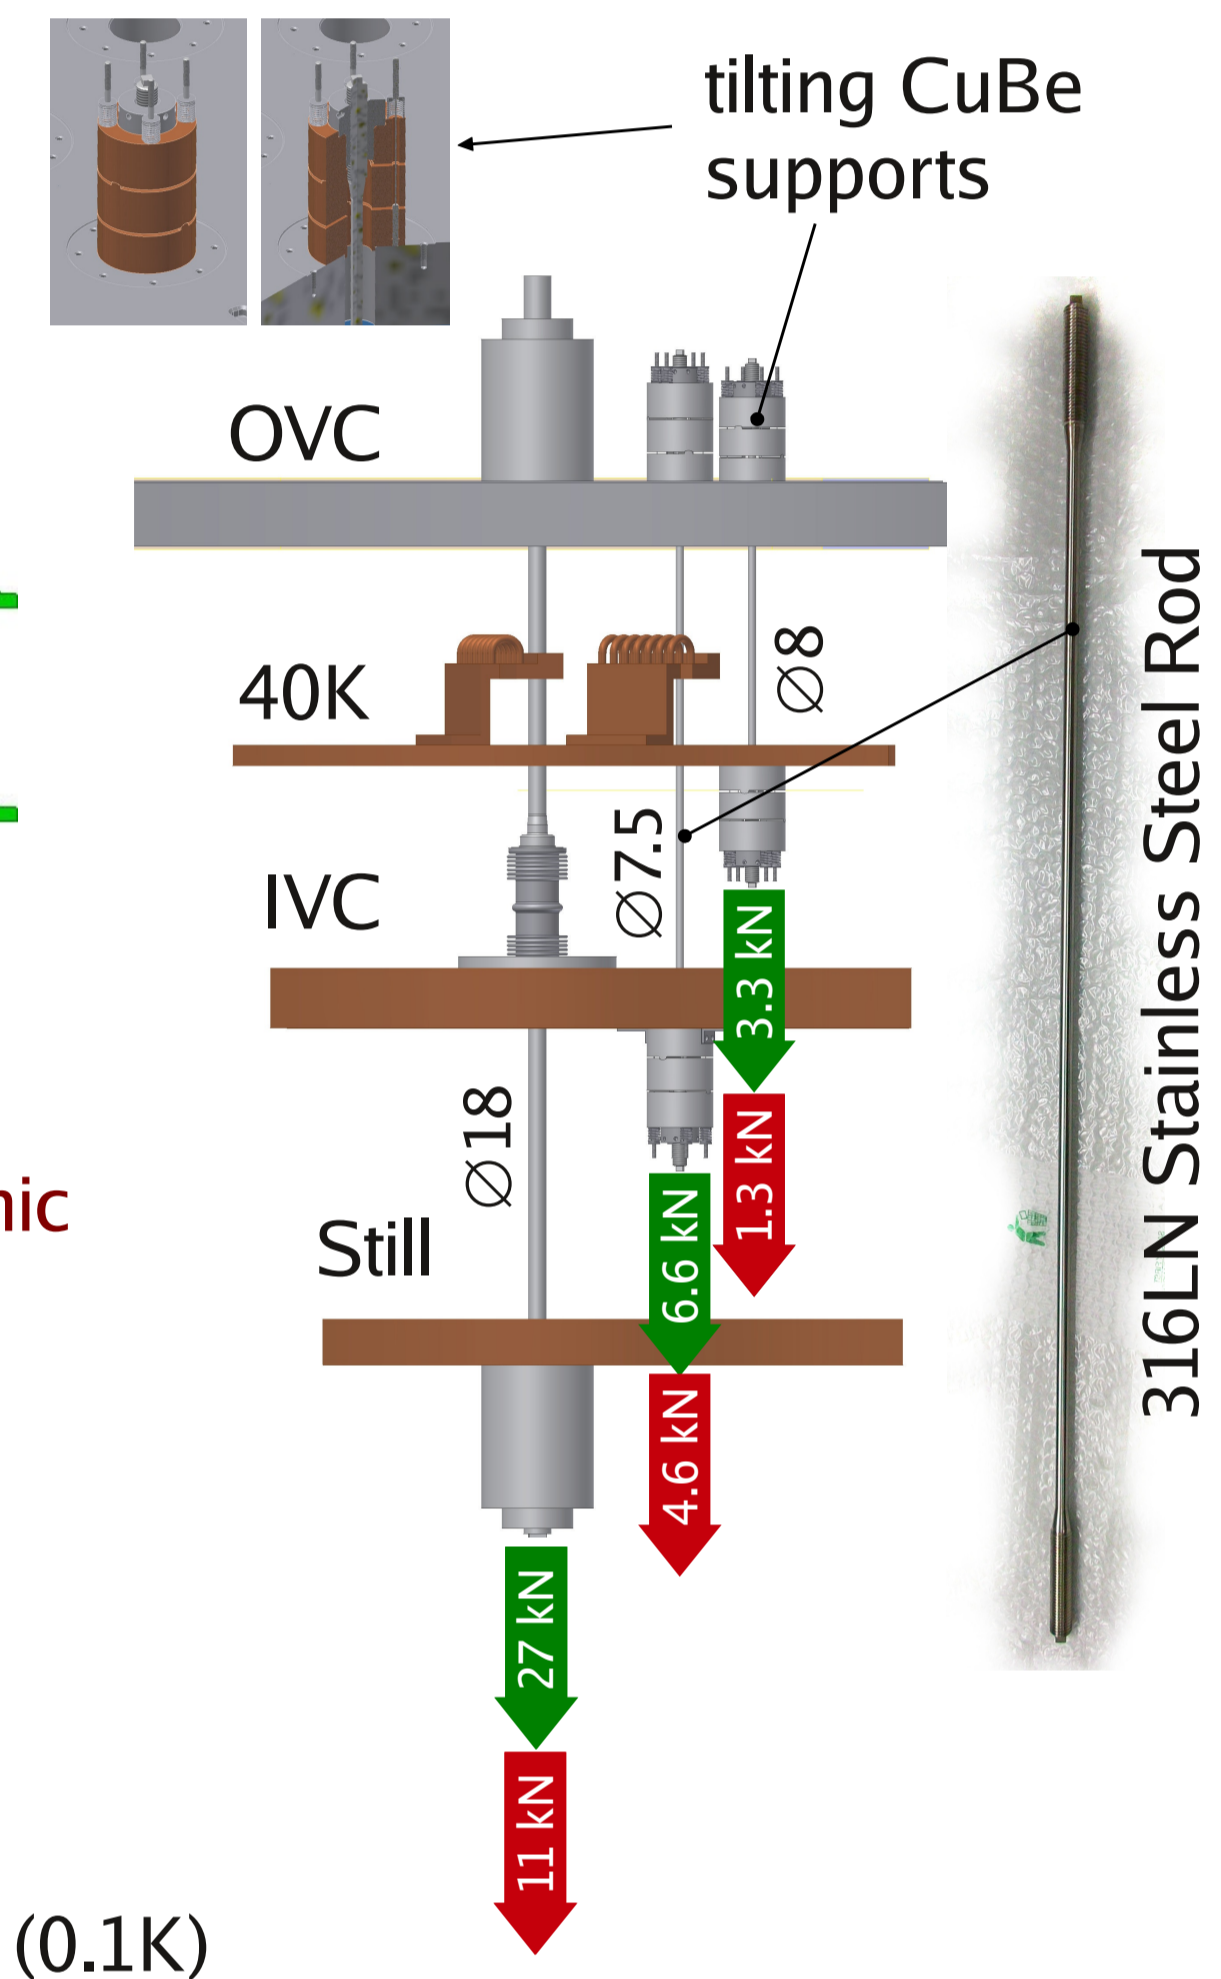 tilting CuBe
supports
OVC
40K
∅8
∅7.5
IVC
3.3 kN
1.3 kN
∅18
6.6 kN
4.6 kN
Still
27 kN
11 kN
316LN Stainless Steel Rod
(0.1K)